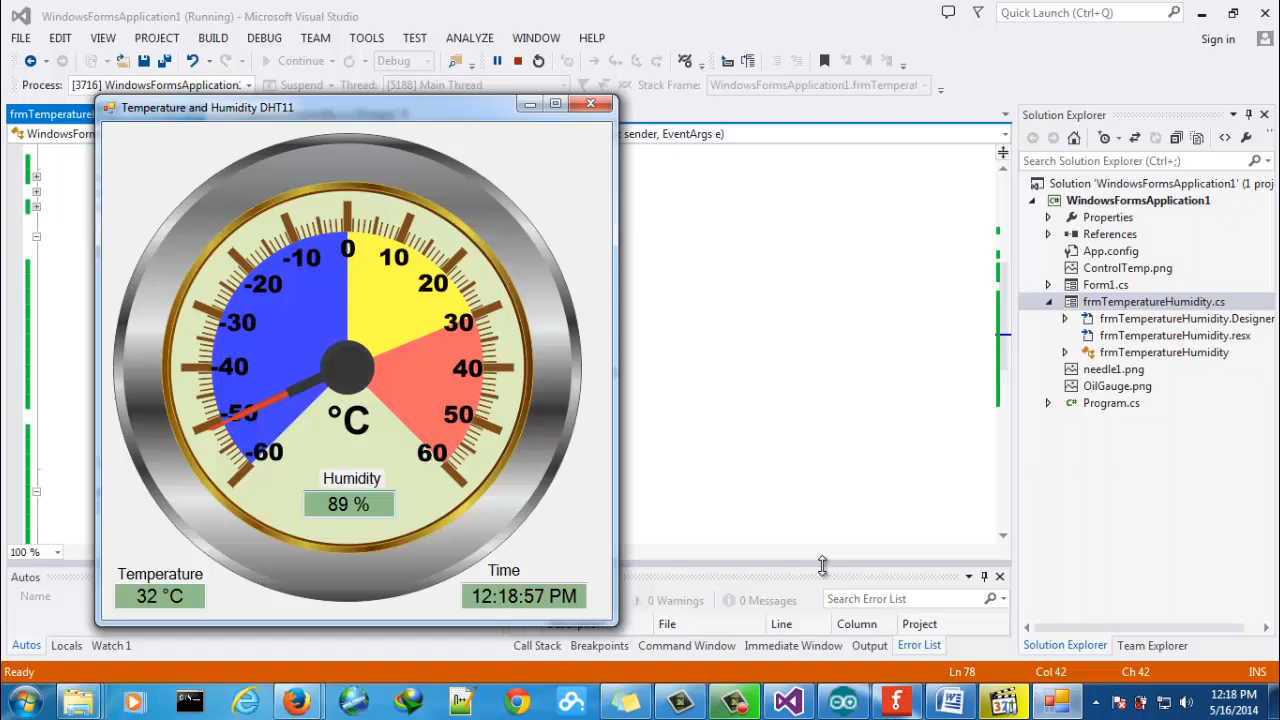 WindowsFormsApplication1 (Running) - Microsoft Visual Studio
Quick Launch (Ctrl+Q)
FILE EDIT VIEW PROJECT BUILD DEBUG TEAM TOOLS TEST ANALYZE WINDOW HELP
Sign in
Continue Debug
Process: [3716] WindowsFormsApplication: Suspend Thread: [5188] Main Thread Stack Frame: WindowsFormsApplication1.frmTemperat
frmTemperatureH
Temperature and Humidity DHT11
WindowsForm
sender, EventArgs e)
0
-10 10
-20 20
-30 30
-40 40
-50 50
-60 60
°C
Humidity
89 %
Temperature
32 °C
Time
12:18:57 PM
100 %
Solution Explorer
Search Solution Explorer (Ctrl+;)
Solution 'WindowsFormsApplication1' (1 proj
WindowsFormsApplication1
Properties
References
App.config
ControlTemp.png
Form1.cs
frmTemperatureHumidity.cs
frmTemperatureHumidity.Designer
frmTemperatureHumidity.resx
frmTemperatureHumidity
needle1.png
OilGauge.png
Program.cs
Autos
Name
0 Warnings 0 Messages Search Error List
Description File Line Column Project
Autos Locals Watch 1
Call Stack Breakpoints Command Window Immediate Window Output Error List
Solution Explorer Team Explorer
Ready Ln 78 Col 42 Ch 42 INS
321
12:18 PM
5/16/2014